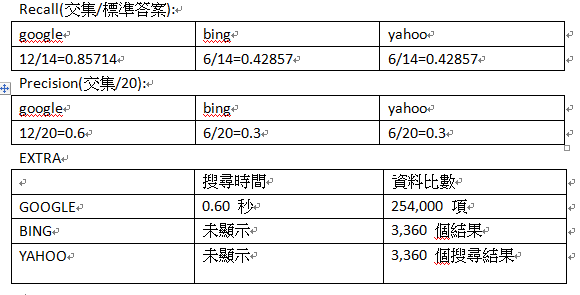 Recall(交集/標準答案):
google bing yahoo
12/14=0.85714 6/14=0.42857 6/14=0.42857
Precision(交集/20):
google bing yahoo
12/20=0.6 6/20=0.3 6/20=0.3
EXTRA
搜尋時間 資料比數
GOOGLE 0.60 秒 254,000 項
BING 未顯示 3,360 個結果
YAHOO 未顯示 3,360 個搜尋結果